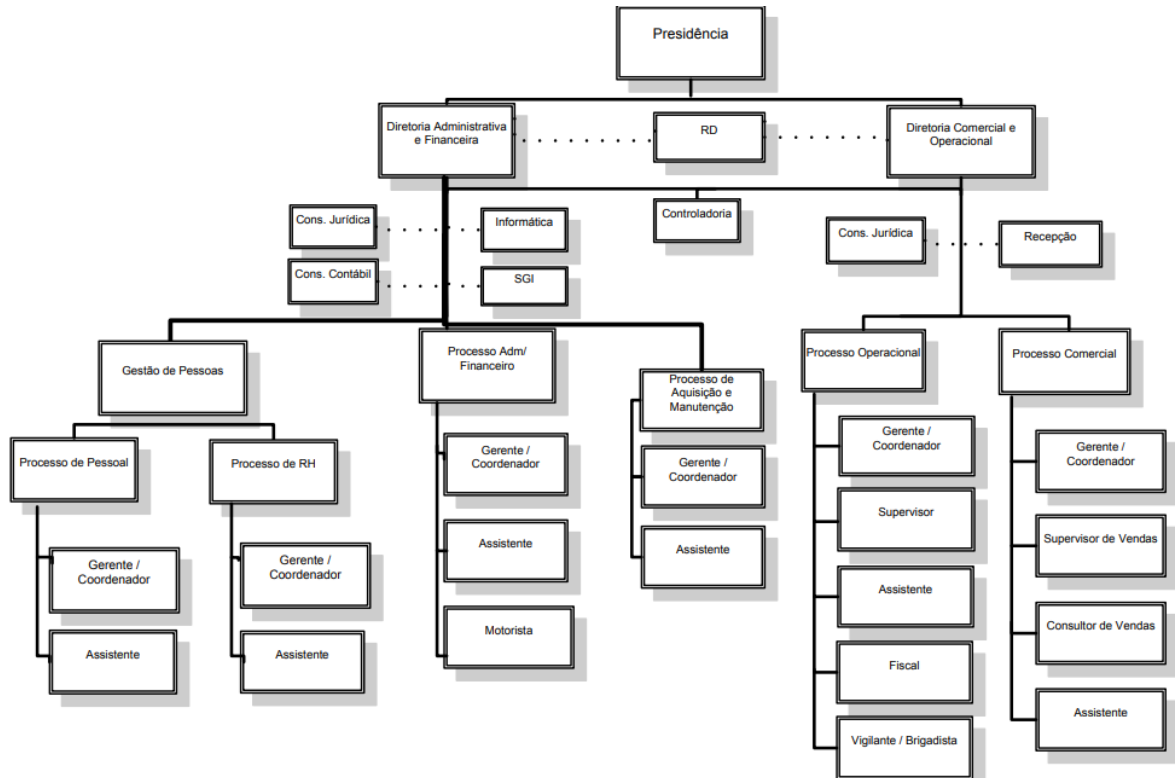 Presidência
Diretoria Administrativa
e Financeira
RD
Diretoria Comercial e
Operacional
Cons. Jurídica
Informática
Controladoria
Cons. Jurídica
Recepção
Cons. Contábil
SGI
Gestão de Pessoas
Processo Adm/
Financeiro
Processo de
Aquisição e
Manutenção
Processo Operacional
Processo Comercial
Processo de Pessoal
Processo de RH
Gerente /
Coordenador
Gerente /
Coordenador
Gerente /
Coordenador
Gerente /
Coordenador
Gerente /
Coordenador
Gerente /
Coordenador
Assistente
Assistente
Assistente
Motorista
Assistente
Supervisor
Assistente
Fiscal
Vigilante / Brigadista
Supervisor de Vendas
Consultor de Vendas
Assistente